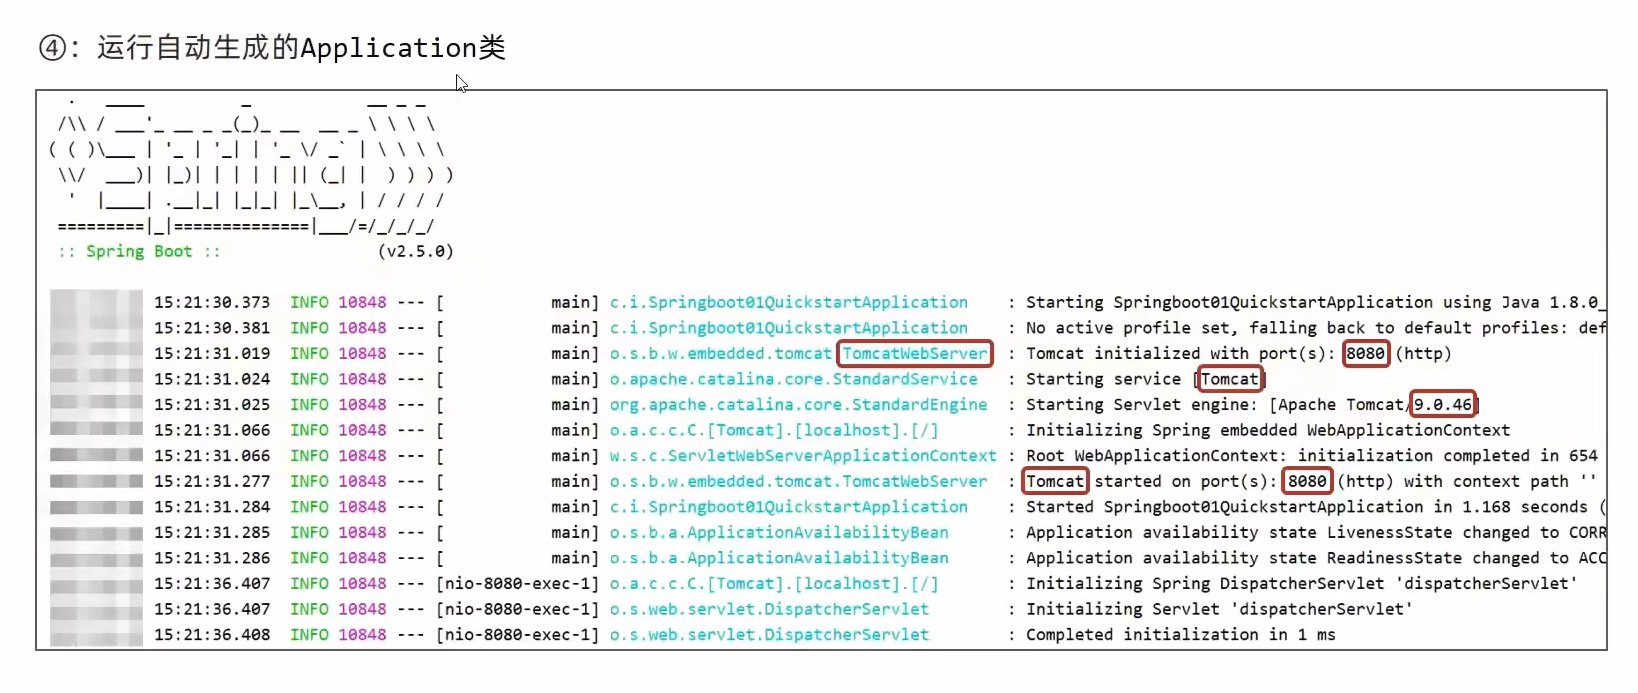 ④：运行自动生成的Application类
:: Spring Boot ::                (v2.5.0)
15:21:30.373  INFO 10848 --- [           main] c.i.Springboot01QuickstartApplication    : Starting Springboot01QuickstartApplication using Java 1.8.0_
15:21:30.381  INFO 10848 --- [           main] c.i.Springboot01QuickstartApplication    : No active profile set, falling back to default profiles: def
15:21:31.019  INFO 10848 --- [           main] o.s.b.w.embedded.tomcat.TomcatWebServer  : Tomcat initialized with port(s): 8080 (http)
15:21:31.024  INFO 10848 --- [           main] o.apache.catalina.core.StandardService   : Starting service [Tomcat]
15:21:31.025  INFO 10848 --- [           main] org.apache.catalina.core.StandardEngine  : Starting Servlet engine: [Apache Tomcat/9.0.46]
15:21:31.066  INFO 10848 --- [           main] o.a.c.c.C.[Tomcat].[localhost].[/]       : Initializing Spring embedded WebApplicationContext
15:21:31.066  INFO 10848 --- [           main] w.s.c.ServletWebServerApplicationContext : Root WebApplicationContext: initialization completed in 654
15:21:31.277  INFO 10848 --- [           main] o.s.b.w.embedded.tomcat.TomcatWebServer  : Tomcat started on port(s): 8080 (http) with context path ''
15:21:31.284  INFO 10848 --- [           main] c.i.Springboot01QuickstartApplication    : Started Springboot01QuickstartApplication in 1.168 seconds (
15:21:31.285  INFO 10848 --- [           main] o.s.b.a.ApplicationAvailabilityBean      : Application availability state LivenessState changed to CORR
15:21:31.286  INFO 10848 --- [           main] o.s.b.a.ApplicationAvailabilityBean      : Application availability state ReadinessState changed to ACC
15:21:36.407  INFO 10848 --- [nio-8080-exec-1] o.a.c.c.C.[Tomcat].[localhost].[/]       : Initializing Spring DispatcherServlet 'dispatcherServlet'
15:21:36.407  INFO 10848 --- [nio-8080-exec-1] o.s.web.servlet.DispatcherServlet        : Initializing Servlet 'dispatcherServlet'
15:21:36.408  INFO 10848 --- [nio-8080-exec-1] o.s.web.servlet.DispatcherServlet        : Completed initialization in 1 ms